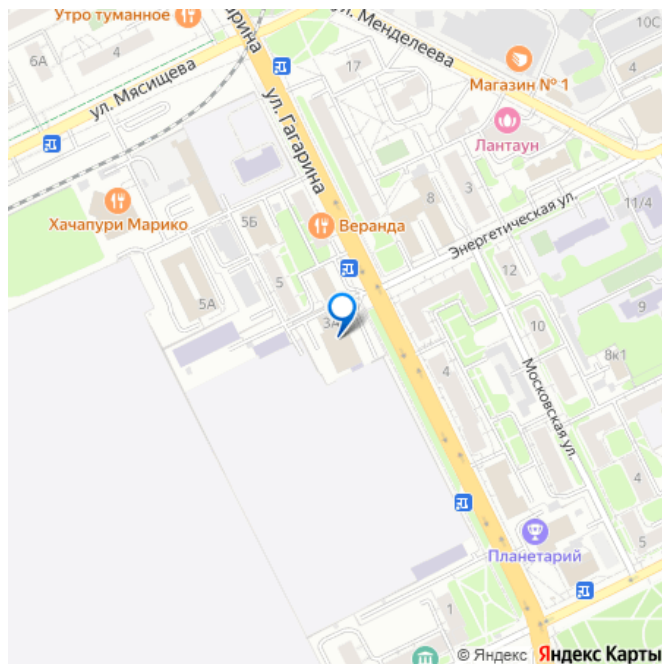 Утро туманное
4
6А
ул. Мясищева
гарина
ул. Менделеева
17
10С
4
Магазин № 1
ул. Гагарина
Лантаун
Хачапури Марико
5Б
Веранда
8
3
Энергетическая ул.
11/4
5
5А
12
3А
10
9
8к1
4
Московская ул.
4
Планетарий
5
1
© Яндекс Яндекс Карты